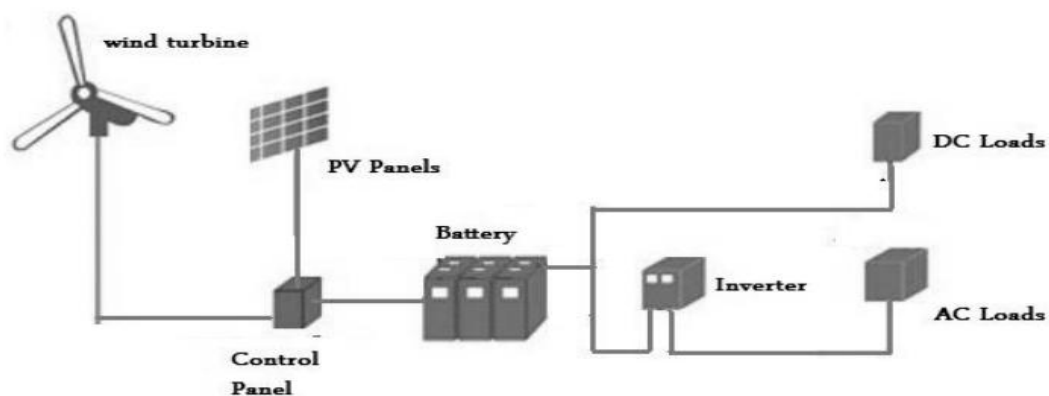 wind turbine
PV Panels
DC Loads
Battery
Inverter
AC Loads
Control
Panel